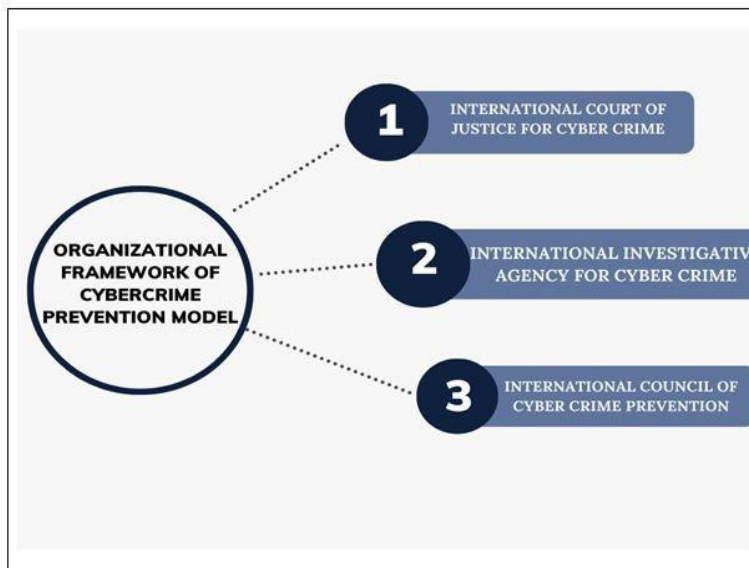 ORGANIZATIONAL
FRAMEWORK OF
CYBERCRIME
PREVENTION MODEL
1
INTERNATIONAL COURT OF
JUSTICE FOR CYBER CRIME
2
INTERNATIONAL INVESTIGATIV
AGENCY FOR CYBER CRIME
3
INTERNATIONAL COUNCIL OF
CYBER CRIME PREVENTION